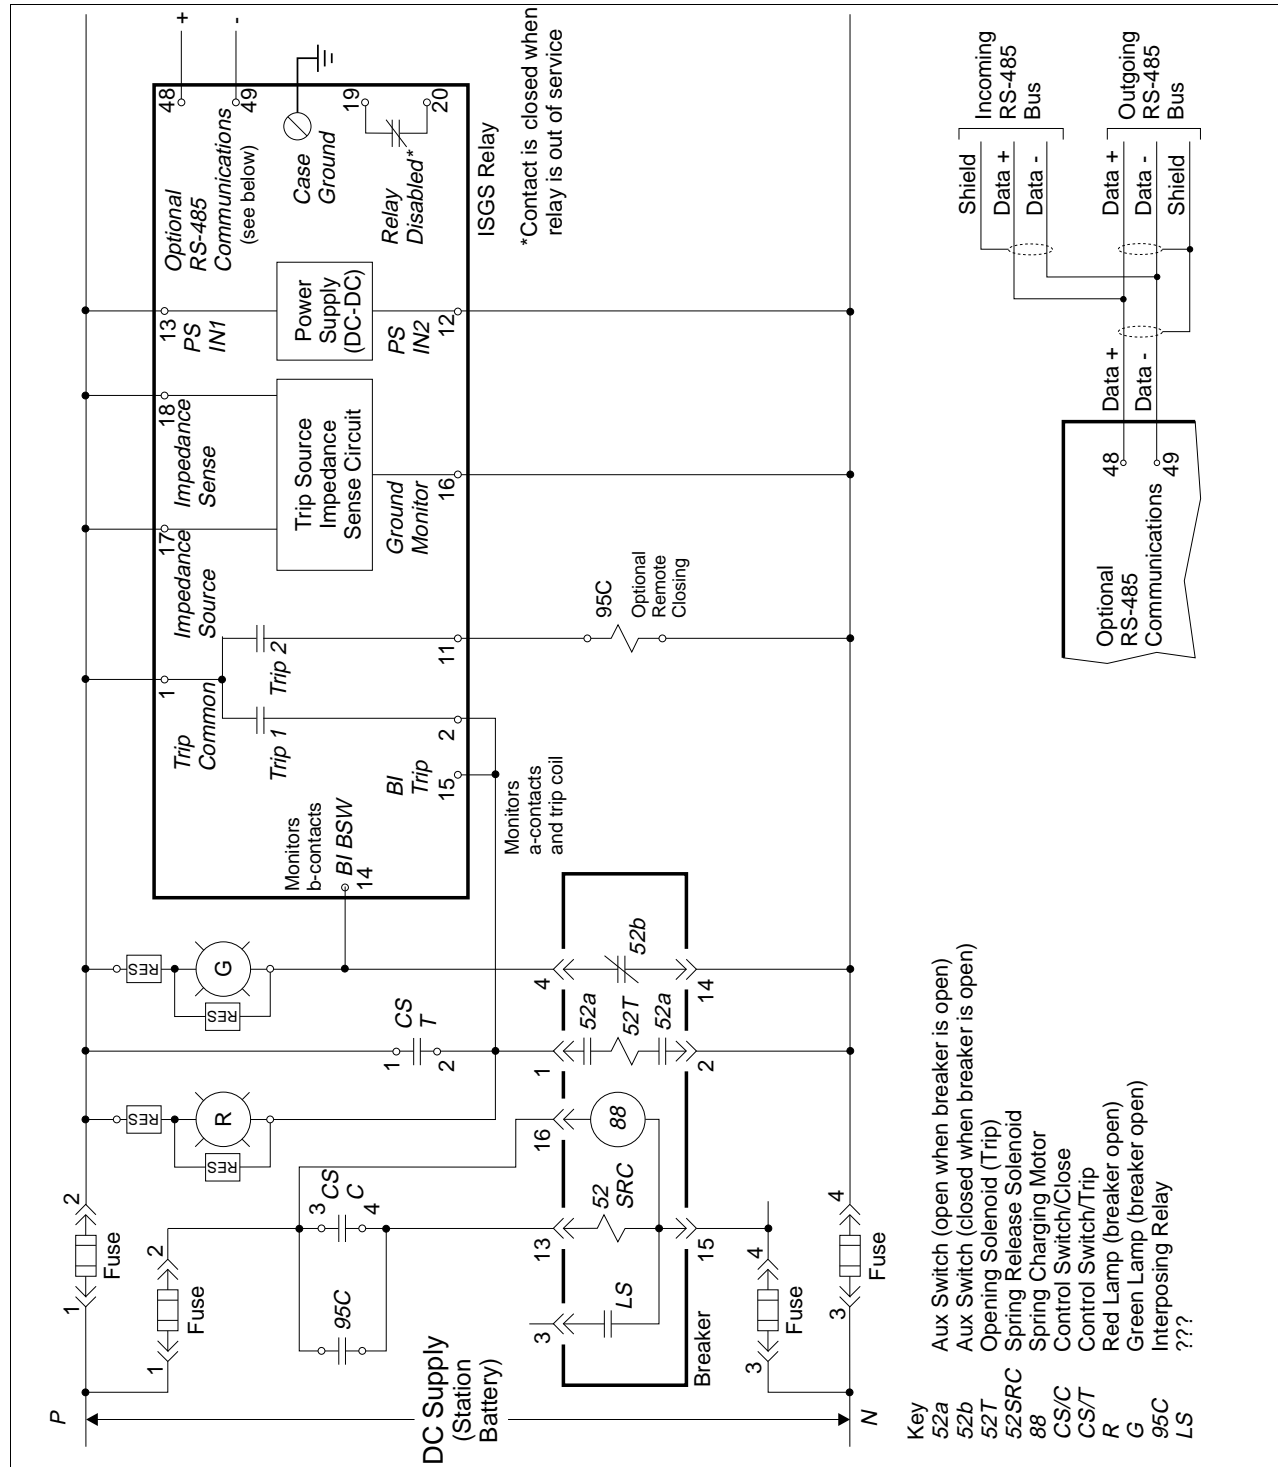 P
DC Supply
(Station
Battery)
N
1
2
Fuse
1
2
Fuse
3
4
Fuse
3
4
Fuse
95C
CS
C
3
4
RES
RES
R
CS
T
1
2
RES
RES
G
Breaker
3
LS
13
52
SRC
15
16
88
1
52a
52T
52a
2
4
52b
14
Monitors
b-contacts
BI BSW
14
Trip
Common
1
Trip 1
Trip 2
BI
Trip
15
2
11
Monitors
a-contacts
and trip coil
Impedance
Source
17
Impedance
Sense
18
Trip Source
Impedance
Sense Circuit
Ground
Monitor
16
13
PS
IN1
Power
Supply
(DC-DC)
PS
IN2
12
Optional
RS-485
Communications
(see below)
48
49
+
-
Case
Ground
Relay
Disabled*
19
20
ISGS Relay
*Contact is closed when
relay is out of service
95C
Optional
Remote
Closing
Key
52a Aux Switch (open when breaker is open)
52b Aux Switch (closed when breaker is open)
52T Opening Solenoid (Trip)
52SRC Spring Release Solenoid
88 Spring Charging Motor
CS/C Control Switch/Close
CS/T Control Switch/Trip
R Red Lamp (breaker open)
G Green Lamp (breaker open)
95C Interposing Relay
LS ???
Optional
RS-485
Communications
48
49
Data +
Data -
Shield
Data +
Data -
Incoming
RS-485
Bus
Data +
Data -
Shield
Outgoing
RS-485
Bus